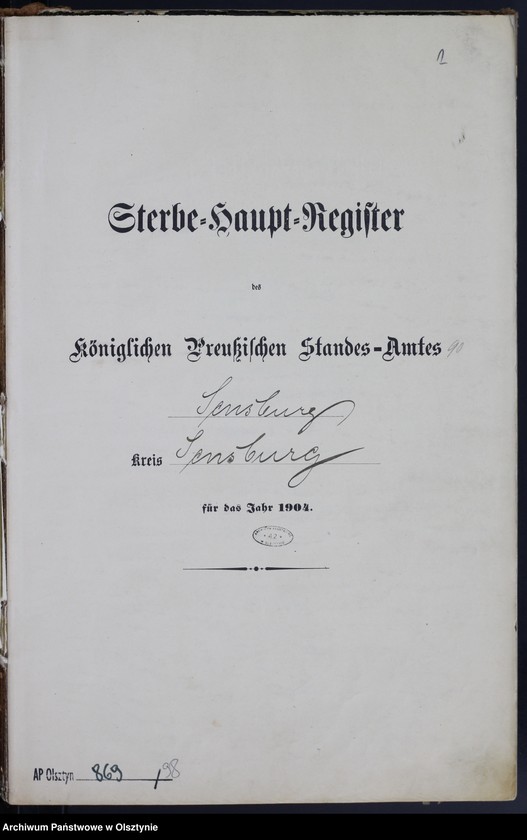 1
Sterbe-Haupt-Register
des
Königlichen Preußischen Standes-Amtes 90
Sensburg
Kreis Sensburg
für das Jahr 1904.
AP Olsztyn 869 / 98
Archiwum Państwowe w Olsztynie